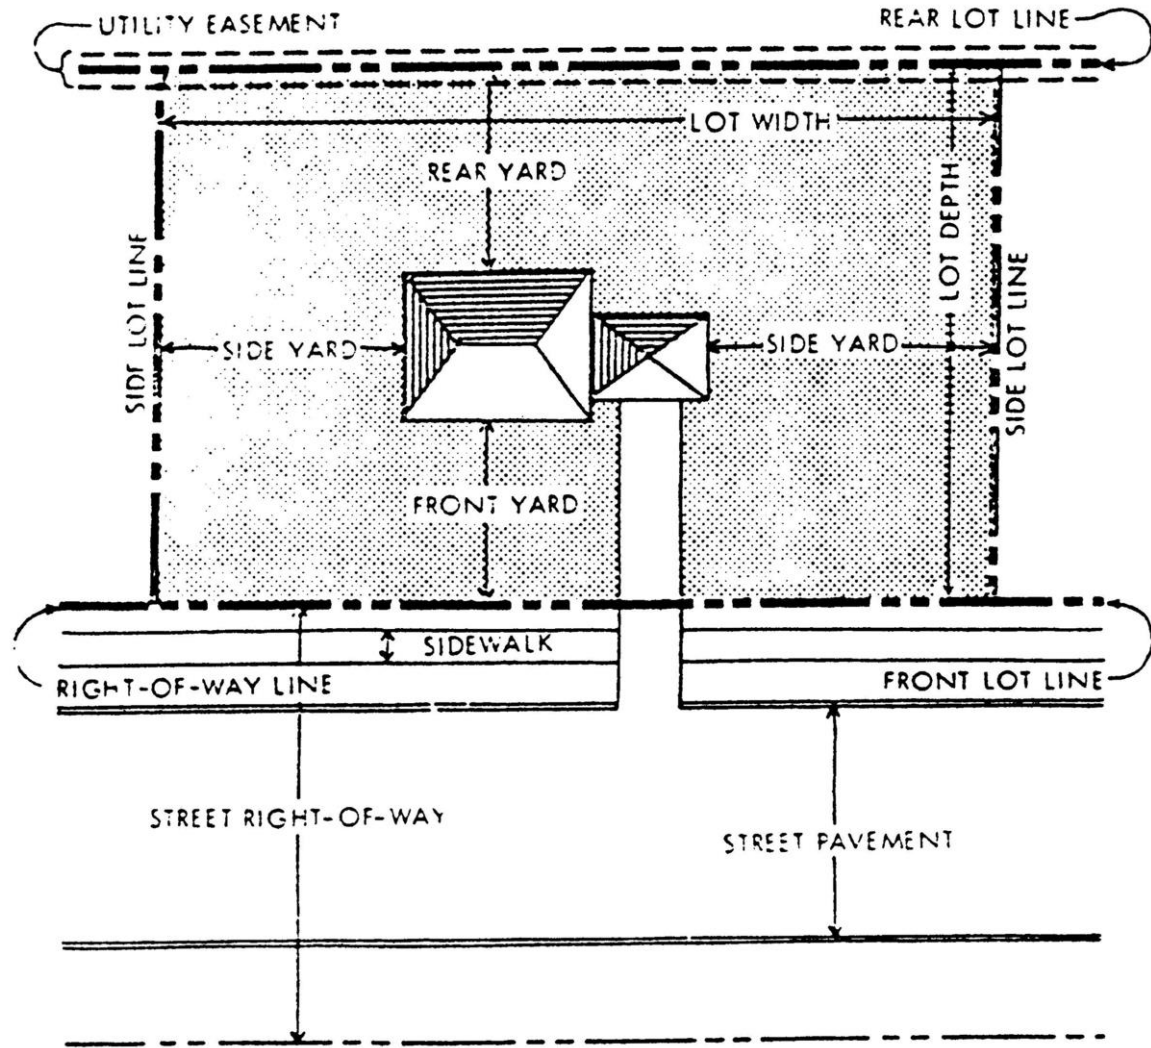 UTILITY EASEMENT
REAR LOT LINE
LOT WIDTH
REAR YARD
LOT DEPTH
SIDE LOT LINE
SIDE YARD
SIDE YARD
SIDE LOT LINE
FRONT YARD
SIDEWALK
RIGHT-OF-WAY LINE
FRONT LOT LINE
STREET RIGHT-OF-WAY
STREET PAVEMENT